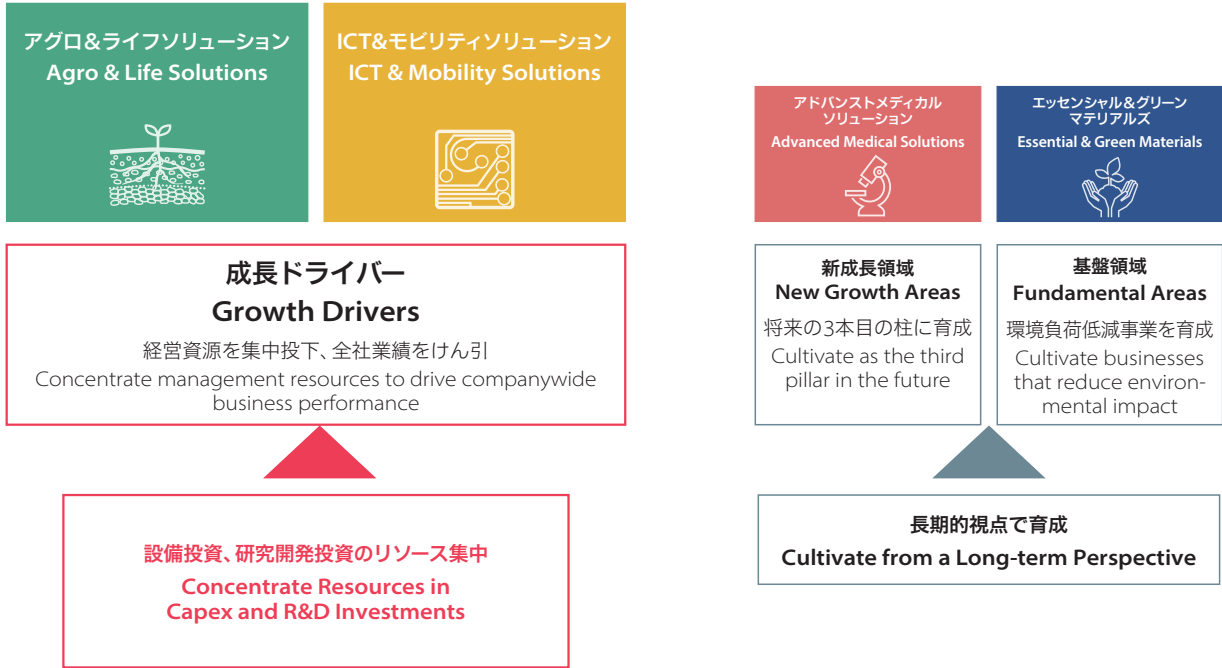 アグロ&ライフソリューション
Agro & Life Solutions
ICT&モビリティソリューション
ICT & Mobility Solutions
成長ドライバー
Growth Drivers
経営資源を集中投下、全社業績をけん引
Concentrate management resources to drive companywide
business performance
設備投資、研究開発投資のリソース集中
Concentrate Resources in
Capex and R&D Investments
アドバンストメディカル
ソリューション
Advanced Medical Solutions
エッセンシャル&グリーン
マテリアルズ
Essential & Green Materials
新成長領域
New Growth Areas
将来の3本目の柱に育成
Cultivate as the third
pillar in the future
基盤領域
Fundamental Areas
環境負荷低減事業を育成
Cultivate businesses
that reduce environ-
mental impact
長期的視点で育成
Cultivate from a Long-term Perspective